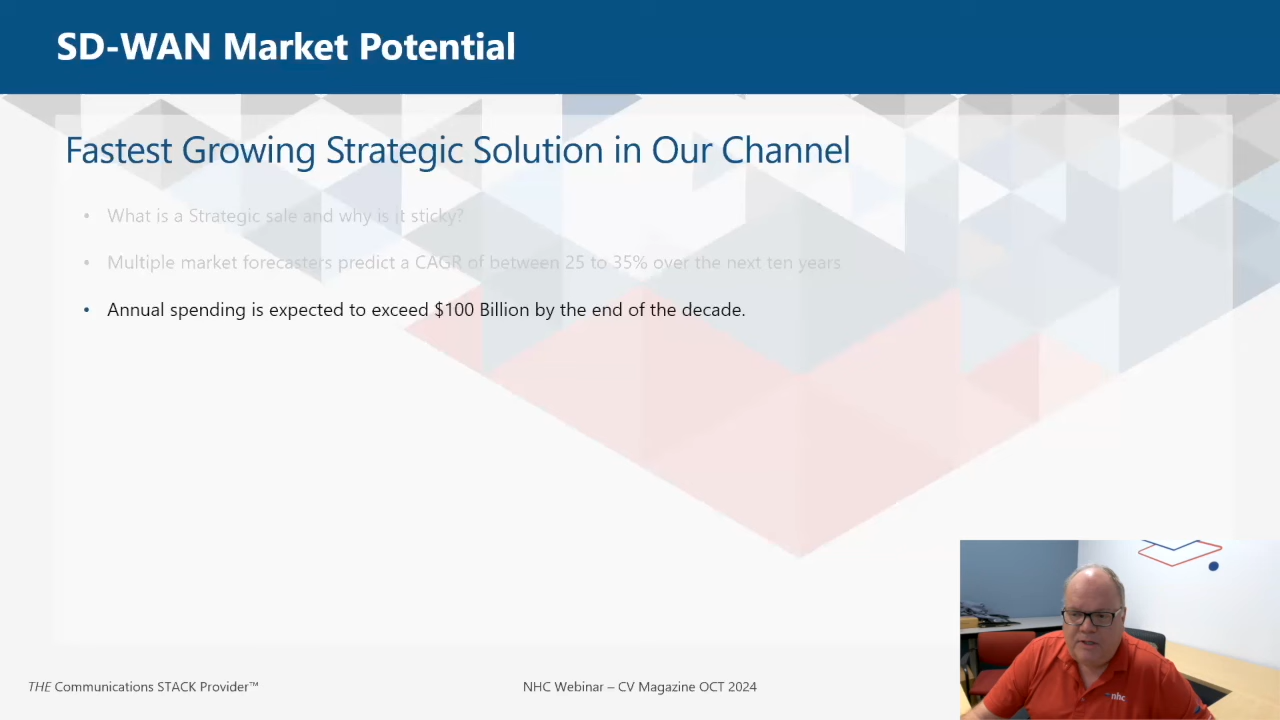 SD-WAN Market Potential
Fastest Growing Strategic Solution in Our Channel
• What is a Strategic sale and why is it sticky?
• Multiple market forecasters predict a CAGR of between 25 to 35% over the next ten years
• Annual spending is expected to exceed $100 Billion by the end of the decade.
nhc
THE Communications STACK Provider™
NHC Webinar – CV Magazine OCT 2024